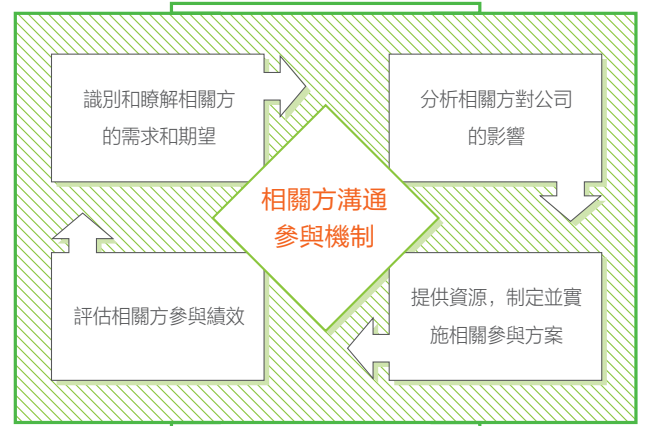 識別和瞭解相關方
的需求和期望
分析相關方對公司
的影響
相關方溝通
參與機制
評估相關方參與績效
提供資源，制定並實
施相關參與方案